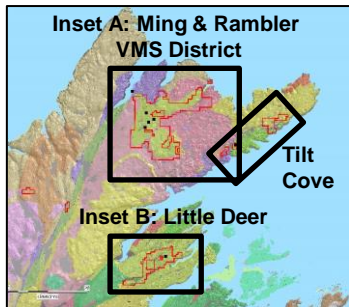 Inset A: Ming & Rambler
VMS District
Tilt
Cove
Inset B: Little Deer